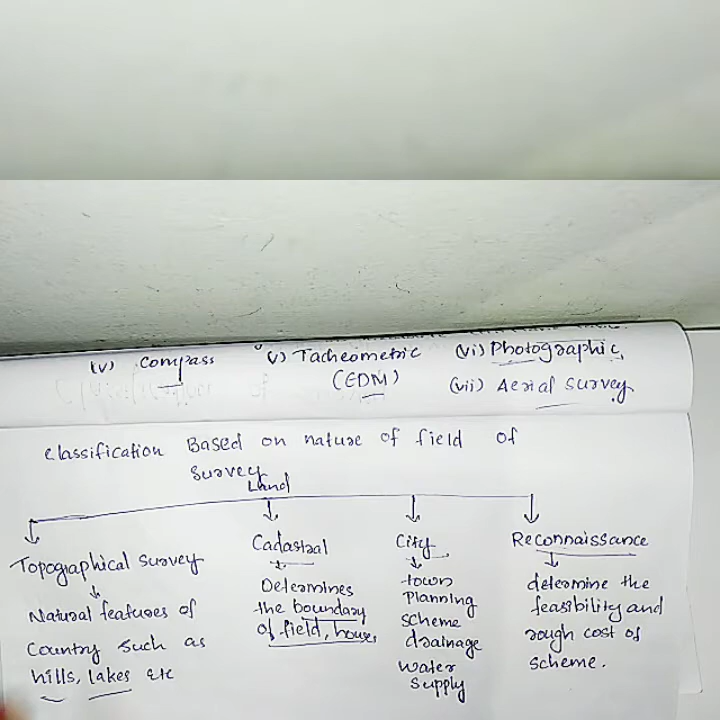 (v) Compass (v) Tacheometric (vi) Photographic,
(EDM) (vii) Aerial Survey
classification Based on nature of field of
Survey
Land
Topographical Survey Cadastral City Reconnaissance
Natural features of
Country such as
hills, lakes etc
Determines
the boundary
of field, house,
town
Planning
Scheme
drainage
water
Supply
determine the
feasibility and
rough cost of
scheme.